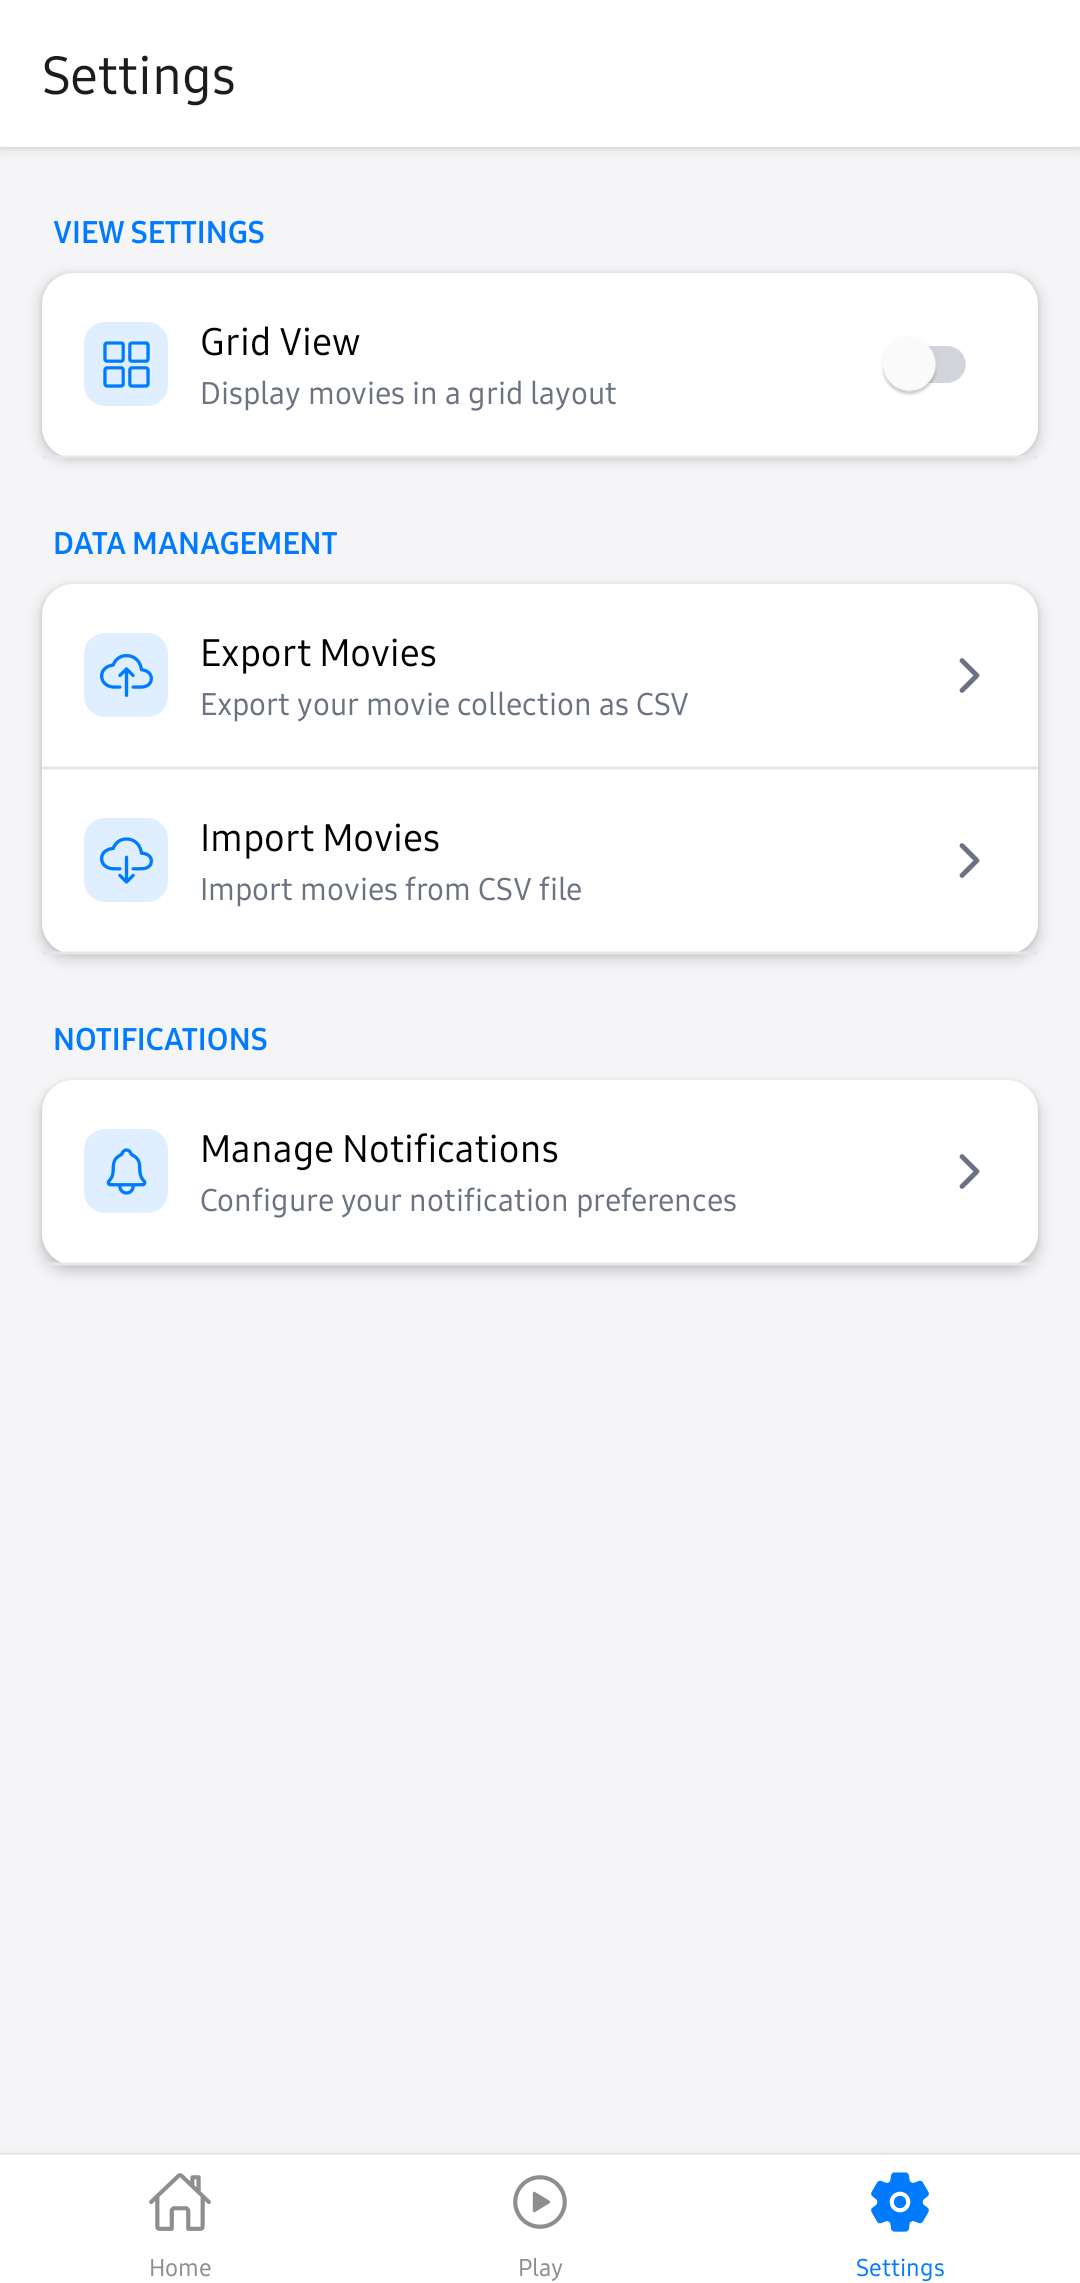 Settings
VIEW SETTINGS
Grid View
Display movies in a grid layout
DATA MANAGEMENT
Export Movies
Export your movie collection as CSV
Import Movies
Import movies from CSV file
NOTIFICATIONS
Manage Notifications
Configure your notification preferences
Home
Play
Settings